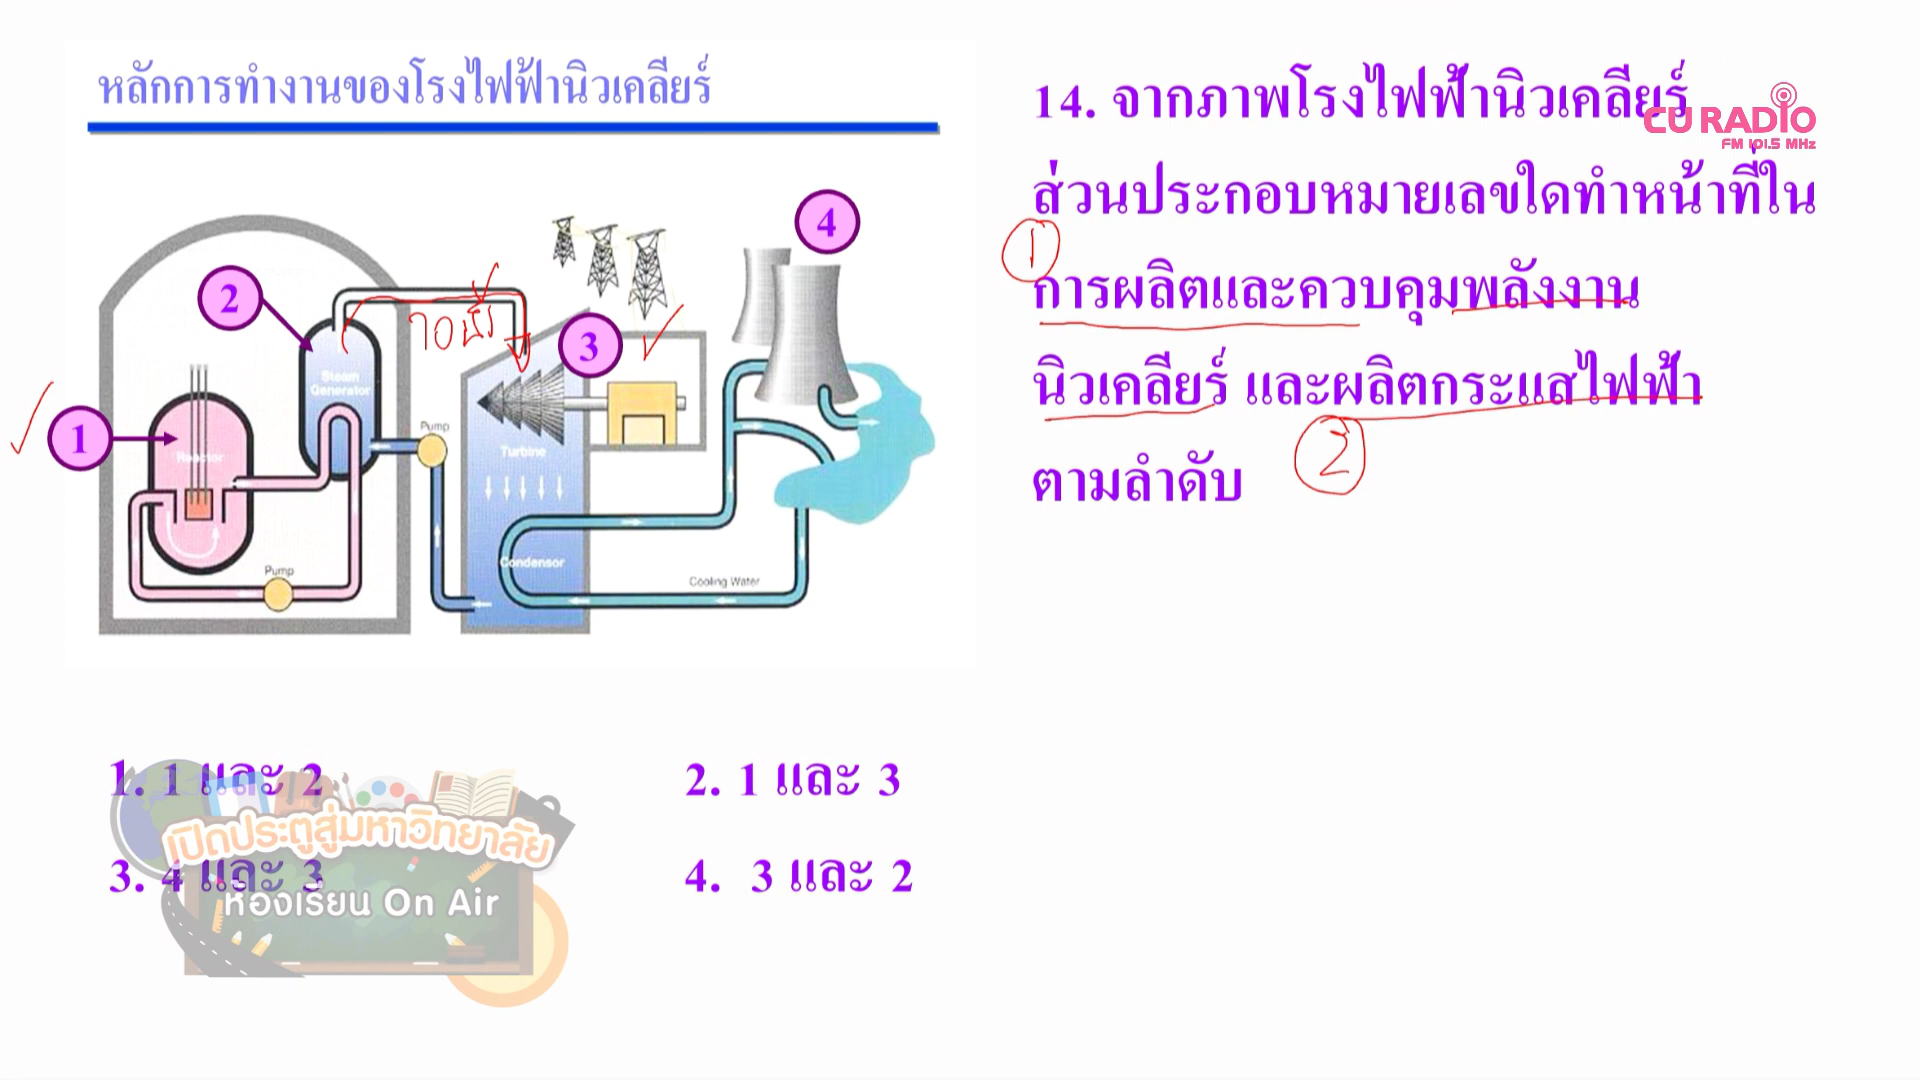 หลักการทำงานของโรงไฟฟ้านิวเคลียร์
14. จากภาพโรงไฟฟ้านิวเคลียร์
ส่วนประกอบหมายเลขใดทำหน้าที่ใน
การผลิตและควบคุมพลังงาน
นิวเคลียร์ และผลิตกระแสไฟฟ้า
ตามลำดับ
CU RADIO
FM 101.5 MHz
1
2
4
2
3
1
ไอน้ำ
Steam
Generator
Reactor
Pump
Turbine
Pump
Condensor
Cooling Water
1. 1 และ 2
2. 1 และ 3
3. 4 และ 3
4. 3 และ 2
เปิดประตูสู่มหาวิทยาลัย
ห้องเรียน On Air